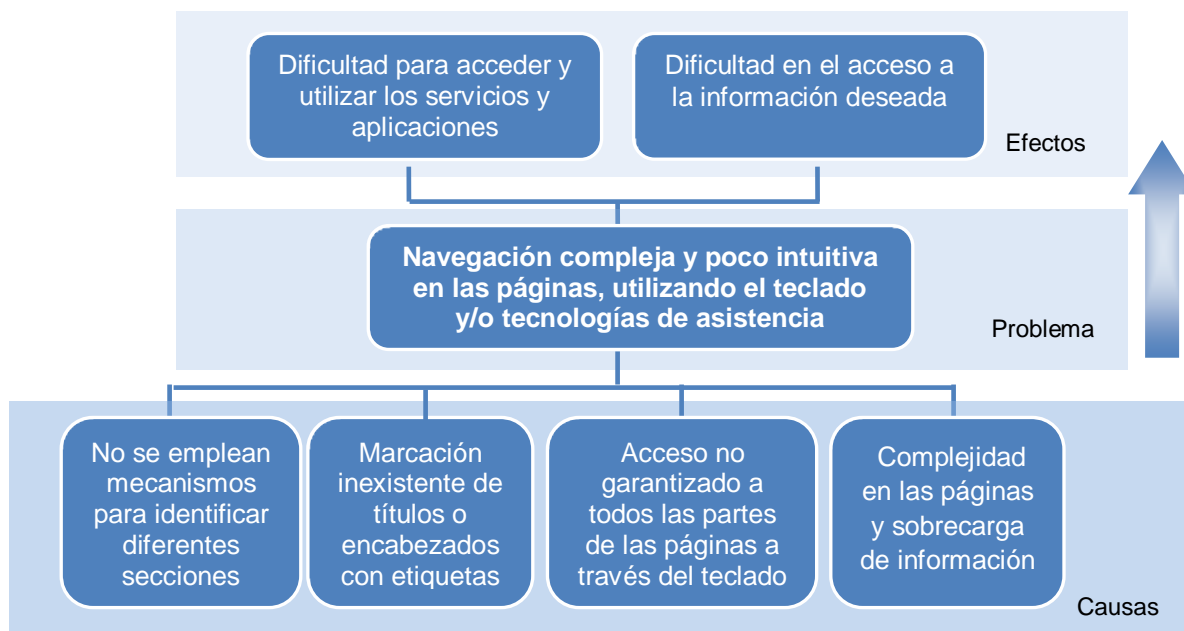 Dificultad para acceder y
utilizar los servicios y
aplicaciones
Dificultad en el acceso a
la información deseada
Efectos
Navegación compleja y poco intuitiva
en las páginas, utilizando el teclado
y/o tecnologías de asistencia
Problema
No se emplean
mecanismos
para identificar
diferentes
secciones
Marcación
inexistente de
títulos o
encabezados
con etiquetas
Acceso no
garantizado a
todos las partes
de las páginas a
través del teclado
Complejidad
en las páginas
y sobrecarga
de información
Causas